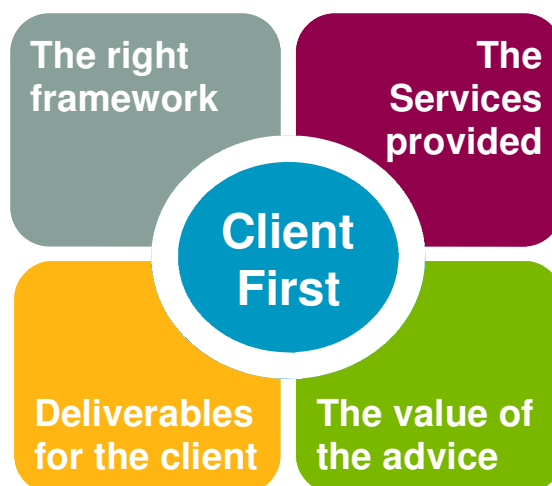 The right
framework
The
Services
provided
Client
First
Deliverables
for the client
The value of
the advice